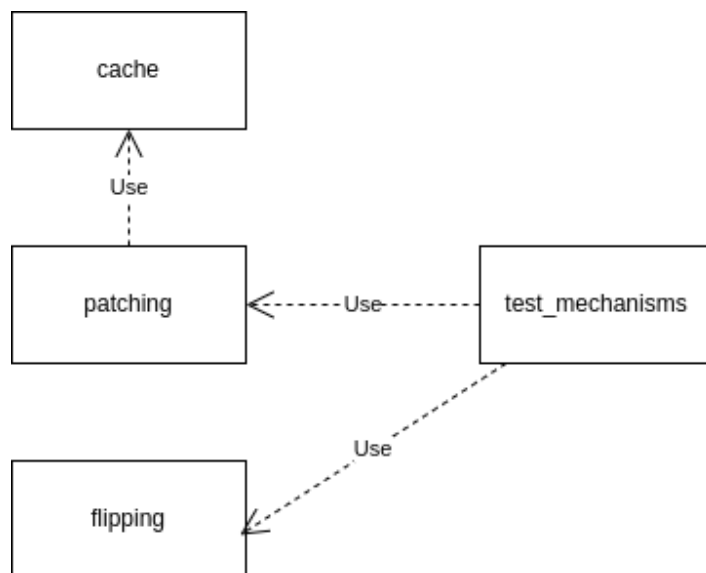 cache
Use
patching
Use
test_mechanisms
Use
flipping